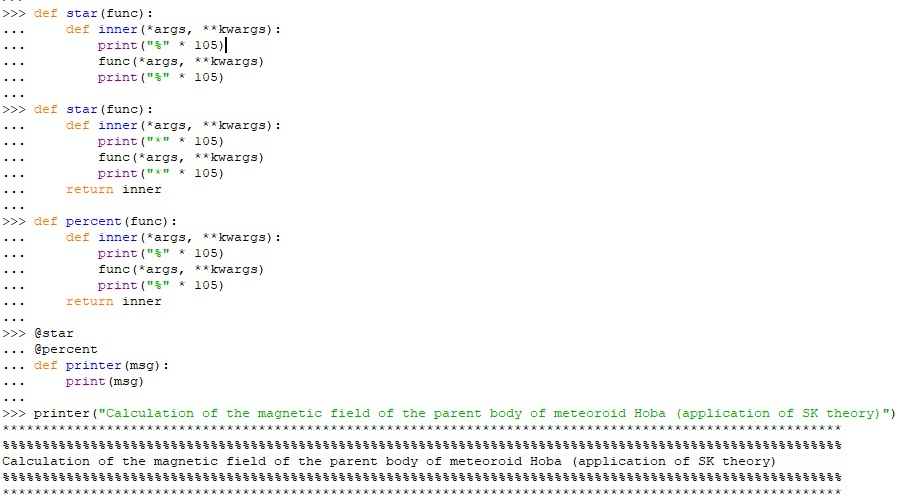 >>> def star(func):
...     def inner(*args, **kwargs):
...         print("%" * 105)
...         func(*args, **kwargs)
...         print("%" * 105)
...
>>> def star(func):
...     def inner(*args, **kwargs):
...         print("*" * 105)
...         func(*args, **kwargs)
...         print("*" * 105)
...     return inner
...
>>> def percent(func):
...     def inner(*args, **kwargs):
...         print("%" * 105)
...         func(*args, **kwargs)
...         print("%" * 105)
...     return inner
...
>>> @star
... @percent
... def printer(msg):
...     print(msg)
...
>>> printer("Calculation of the magnetic field of the parent body of meteoroid Hoba (application of SK theory)")
*********************************************************************************************************
%%%%%%%%%%%%%%%%%%%%%%%%%%%%%%%%%%%%%%%%%%%%%%%%%%%%%%%%%%%%%%%%%%%%%%%%%%%%%%%%%%%%%%%%%%%%%%%%%%%%%%%%%%%
Calculation of the magnetic field of the parent body of meteoroid Hoba (application of SK theory)
%%%%%%%%%%%%%%%%%%%%%%%%%%%%%%%%%%%%%%%%%%%%%%%%%%%%%%%%%%%%%%%%%%%%%%%%%%%%%%%%%%%%%%%%%%%%%%%%%%%%%%%%%%%
*********************************************************************************************************